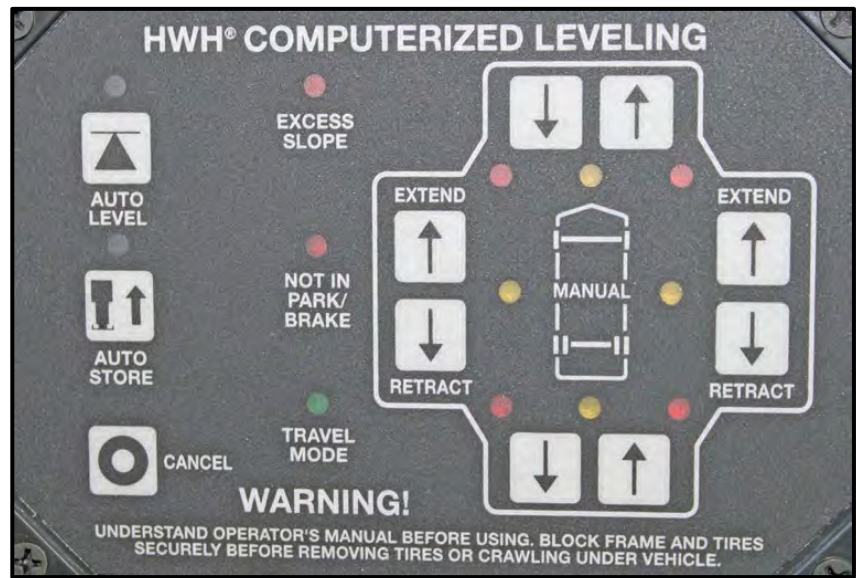 HWH® COMPUTERIZED LEVELING
AUTO
LEVEL
EXCESS
SLOPE
AUTO
STORE
NOT IN
PARK/
BRAKE
CANCEL
TRAVEL
MODE
EXTEND
RETRACT
MANUAL
EXTEND
RETRACT
WARNING!
UNDERSTAND OPERATOR'S MANUAL BEFORE USING. BLOCK FRAME AND TIRES
SECURELY BEFORE REMOVING TIRES OR CRAWLING UNDER VEHICLE.